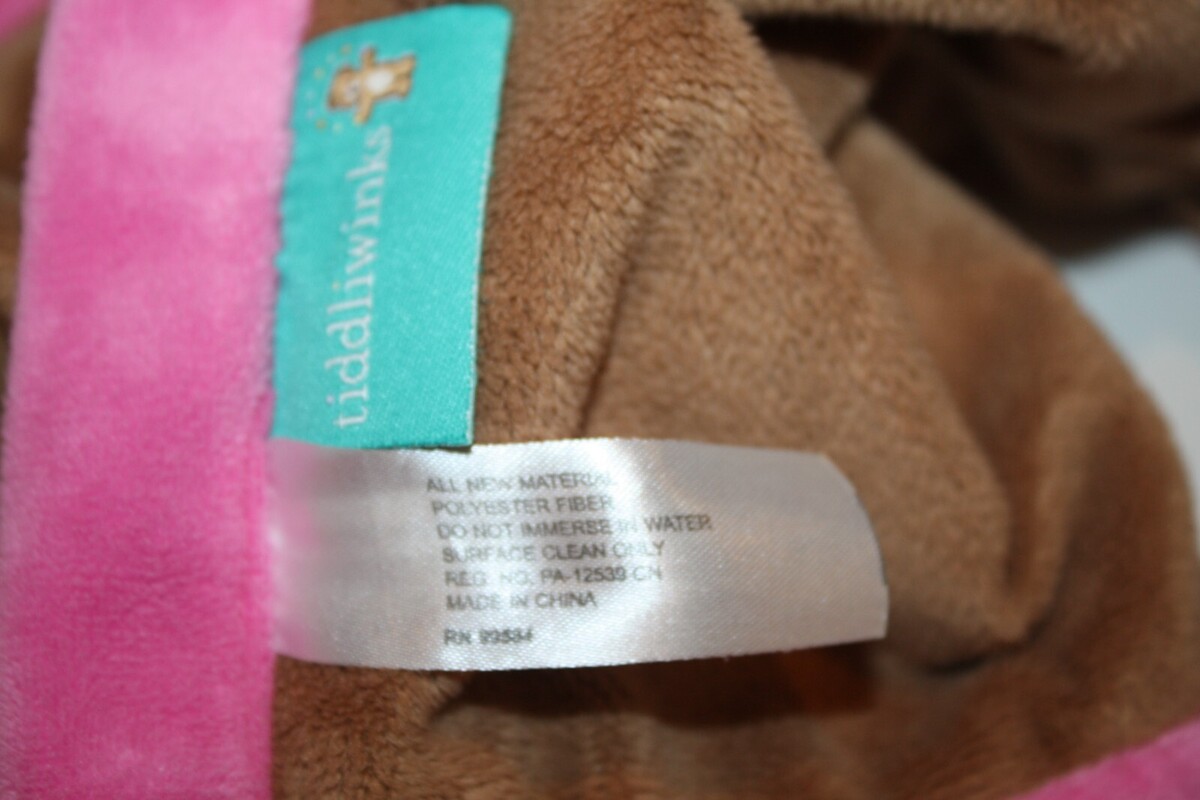 tiddliwinks
ALL NEW MATERIAL
POLYESTER FIBER
DO NOT IMMERSE IN WATER
SURFACE CLEAN ONLY
REG. NO. PA-12539 CN
MADE IN CHINA
RN 99534